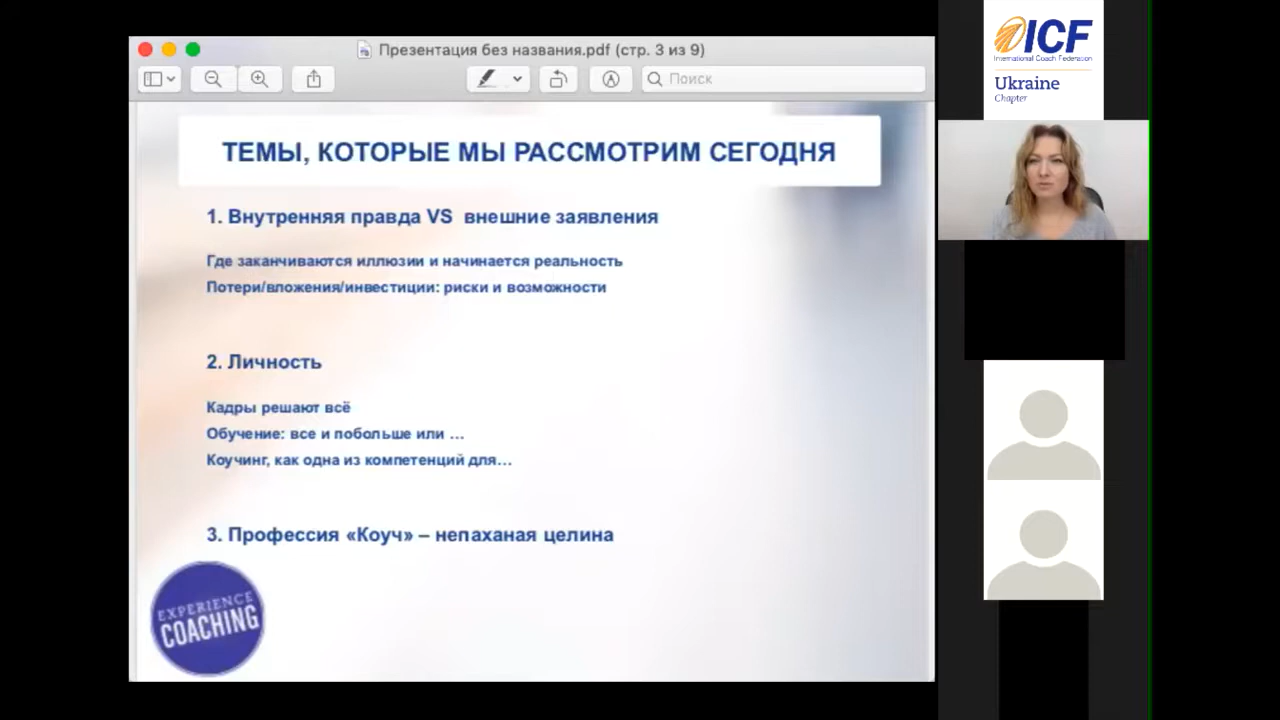 Презентация без названия.pdf (стр. 3 из 9)
Поиск
ТЕМЫ, КОТОРЫЕ МЫ РАССМОТРИМ СЕГОДНЯ
1. Внутренняя правда VS внешние заявления
Где заканчиваются иллюзии и начинается реальность
Потери/вложения/инвестиции: риски и возможности
2. Личность
Кадры решают всё
Обучение: все и побольше или …
Коучинг, как одна из компетенций для…
3. Профессия «Коуч» – непаханая целина
EXPERIENCE
COACHING
ICF
International Coach Federation
Ukraine
Chapter